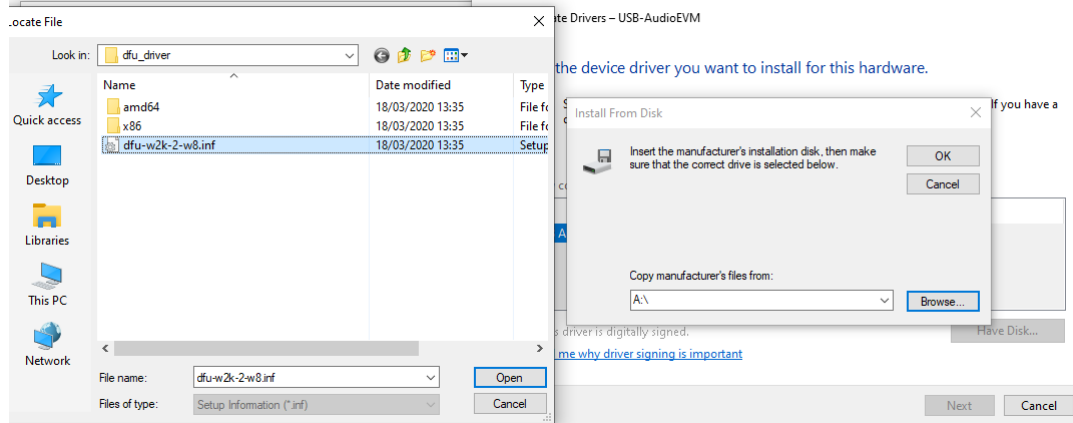 Locate File
Look in:
dfu_driver
Quick access
Desktop
Libraries
This PC
Network
Name
Date modified
Type
amd64
18/03/2020 13:35
File fo
x86
18/03/2020 13:35
File fo
dfu-w2k-2-w8.inf
18/03/2020 13:35
Setup
File name:
dfu-w2k-2-w8.inf
Open
Files of type:
Setup Information (*.inf)
Cancel
te Drivers – USB-AudioEVM
the device driver you want to install for this hardware.
If you have a
Install From Disk
Insert the manufacturer's installation disk, then make
sure that the correct drive is selected below.
OK
Cancel
Copy manufacturer's files from:
A:\
Browse...
s driver is digitally signed.
Have Disk...
me why driver signing is important
Next
Cancel